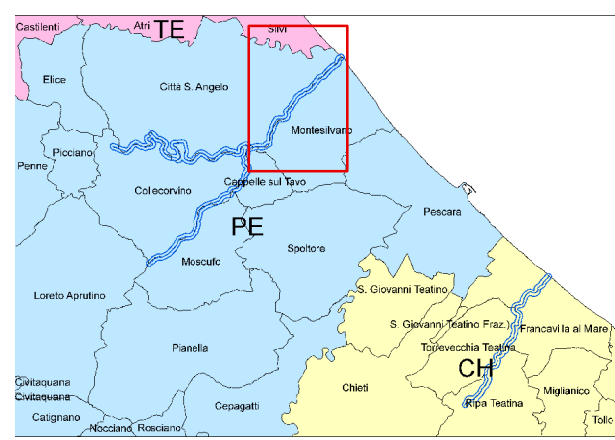 Castilenti
Atri
TE
Silvi
Elice
Città S. Angelo
Montesilvano
Picciano
Penne
Collecorvino
Cappelle sul Tavo
Pescara
PE
Moscufo
Spoltore
S. Giovanni Teatino
Loreto Aprutino
S. Giovanni Teatino Fraz.)
Francavilla al Mare
Torrevecchia Teatina
Pianella
CH
Civitaquana
Chieti
Miglianico
Civitaquana
Ripa Teatina
Catignano
Cepagatti
Tollo
Nocciano
Rosciano